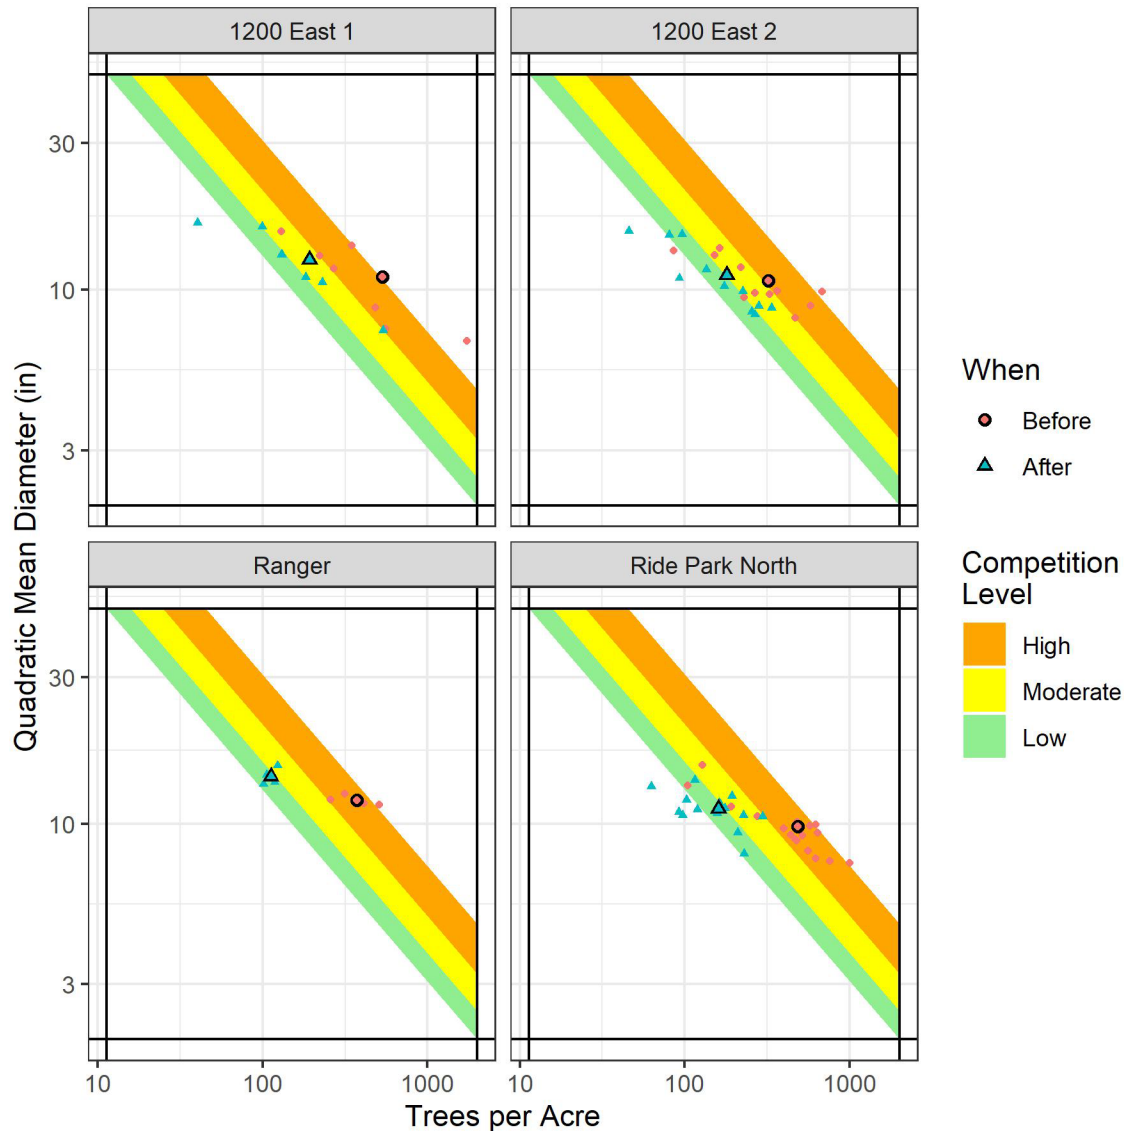 1200 East 1
1200 East 2
30
10
3
Ranger
Ride Park North
30
10
3
10
100
1000
10
100
1000
Quadratic Mean Diameter (in)
Trees per Acre
When
Before
After
Competition
Level
High
Moderate
Low